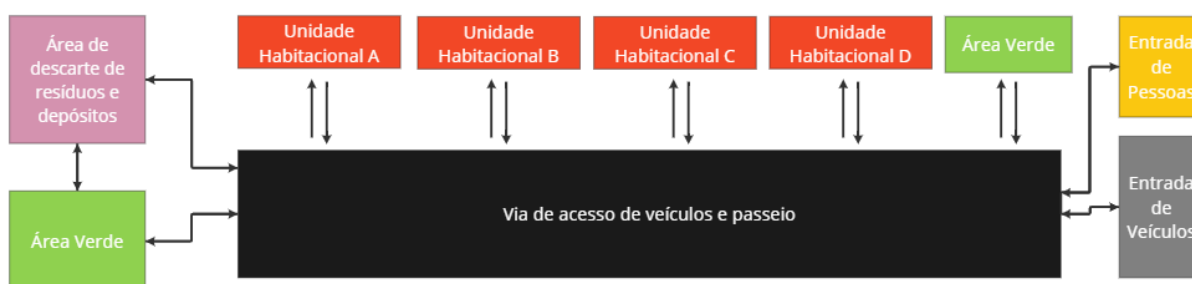 Área de
descarte de
resíduos e
depósitos
Unidade
Habitacional A
Unidade
Habitacional B
Unidade
Habitacional C
Unidade
Habitacional D
Área Verde
Entrada
de
Pessoas
Via de acesso de veículos e passeio
Entrada
de
Veículos
Área Verde